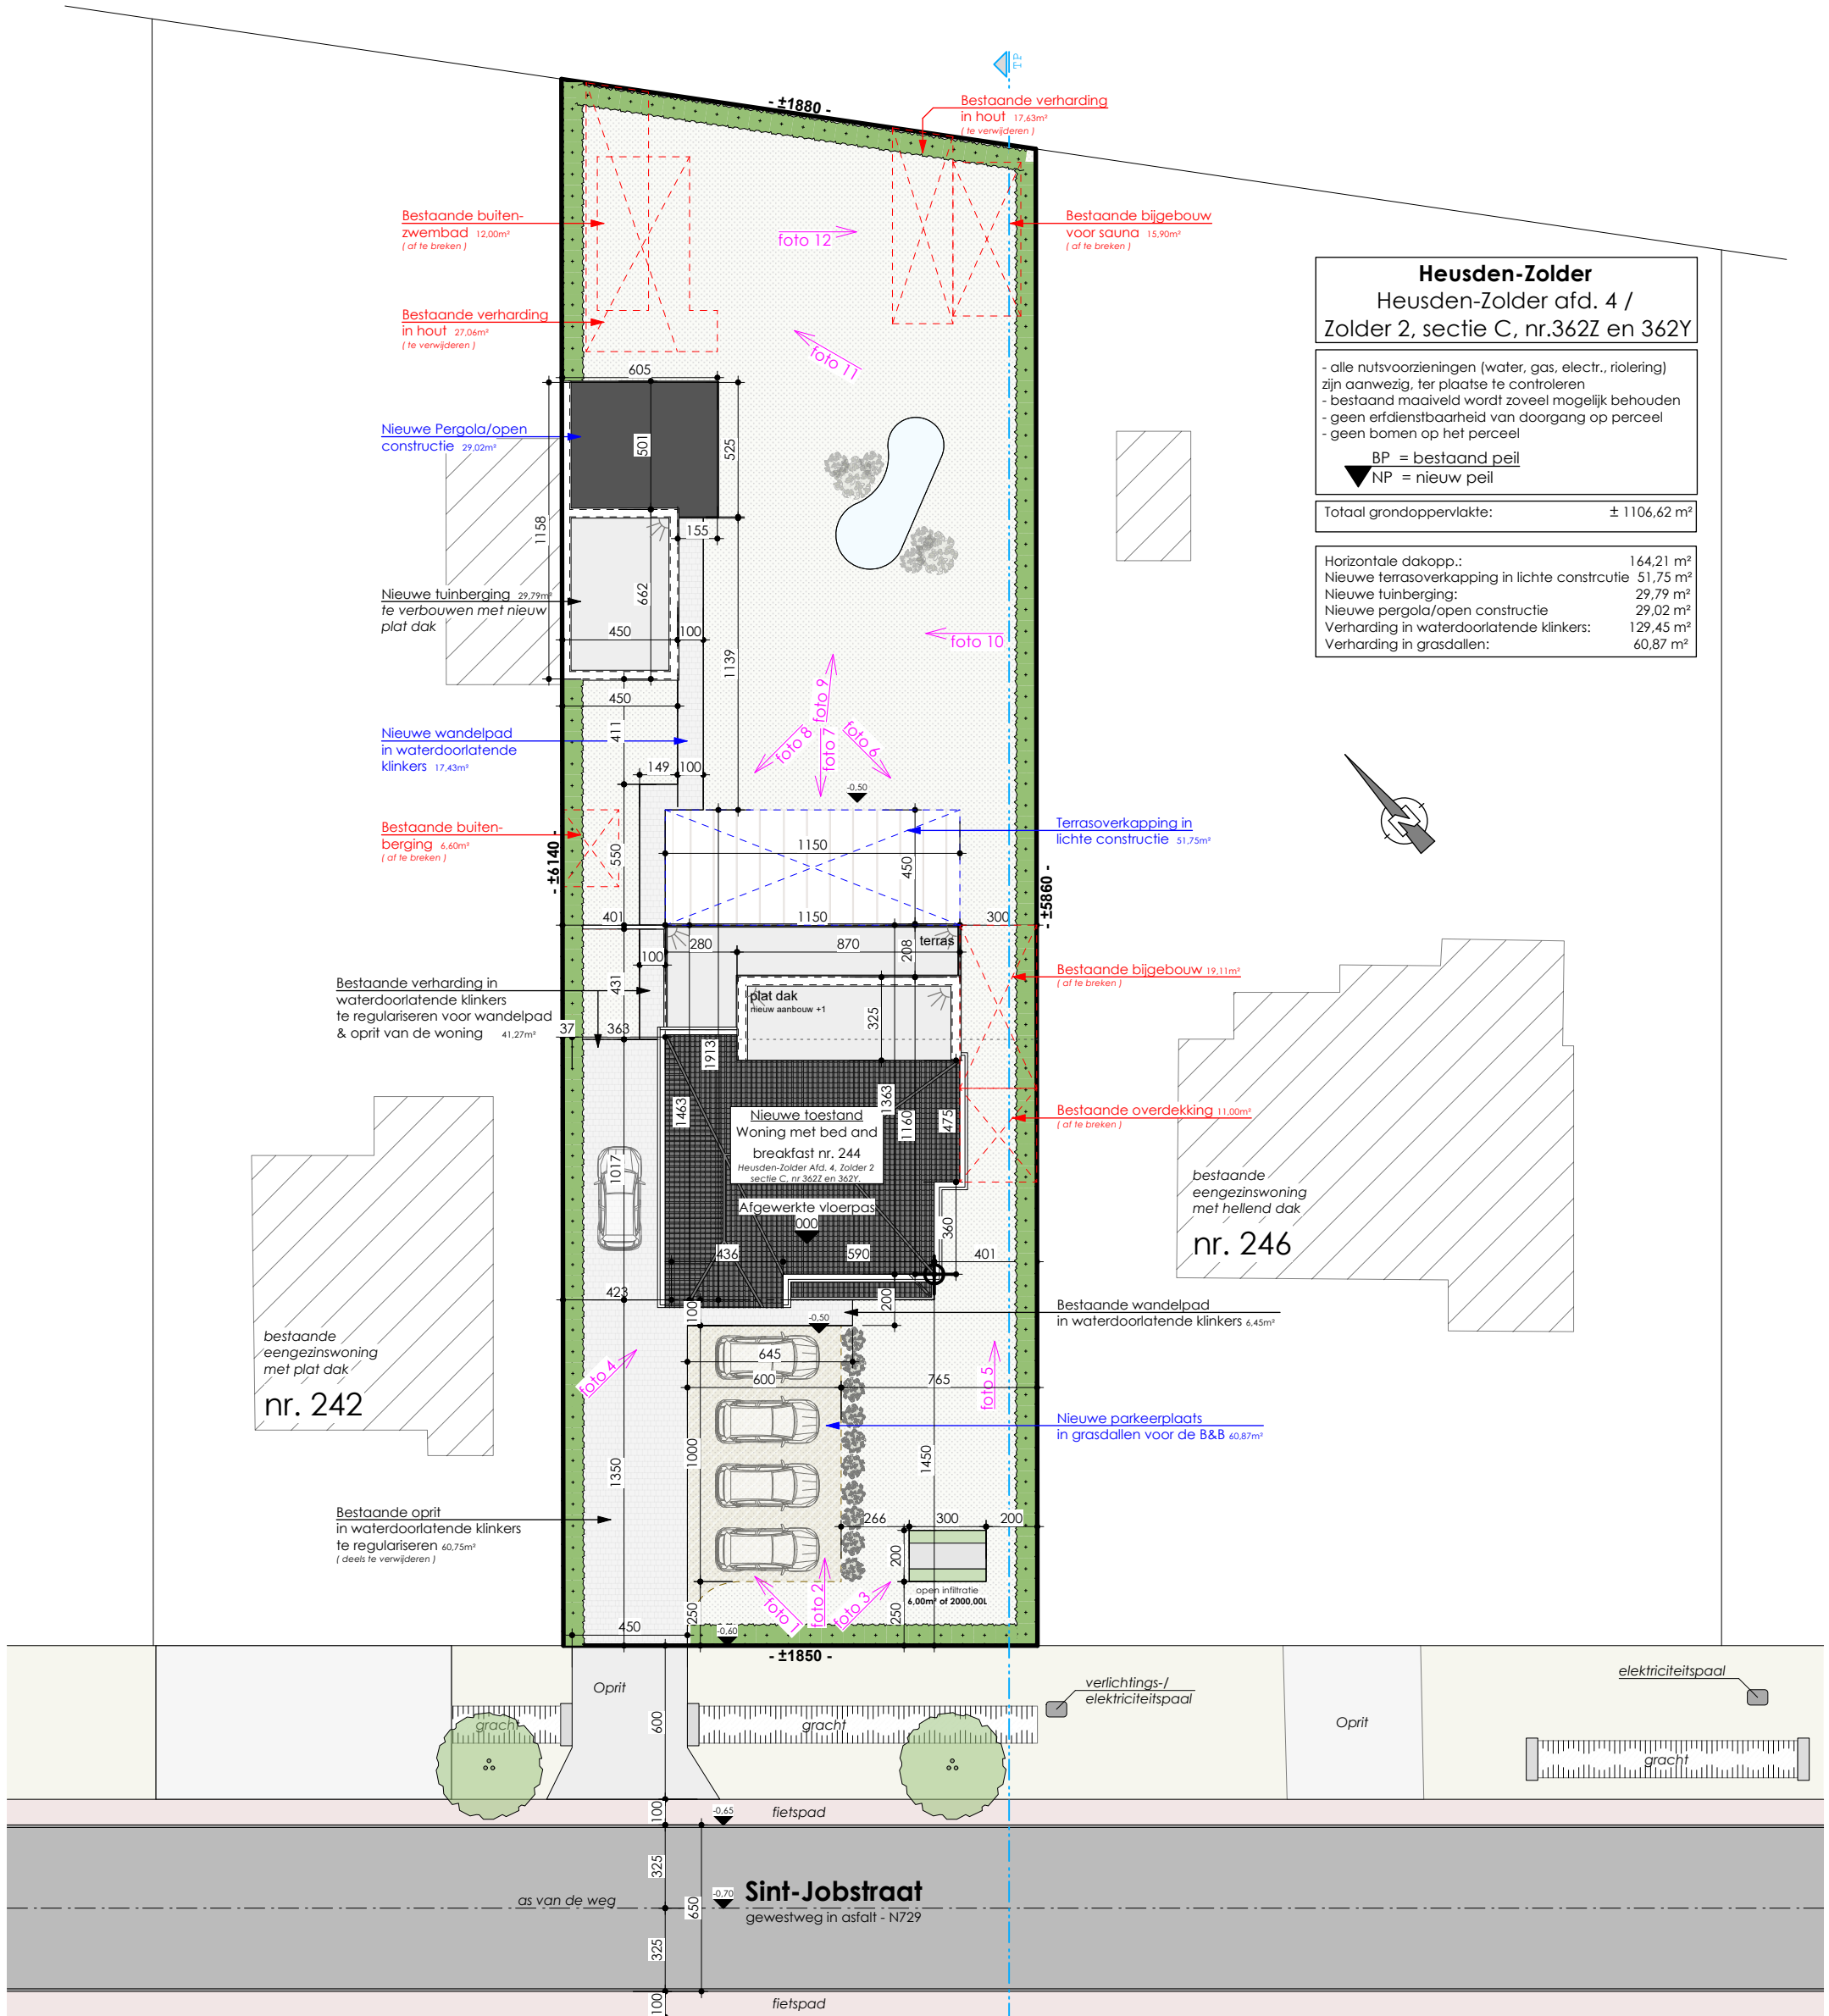 TP
- ±1880 -
Bestaande verharding
in hout 17,63m²
( te verwijderen )
Bestaande buiten-
zwembad 12,00m²
( af te breken )
foto 12
Bestaande bijgebouw
voor sauna 15,90m²
( af te breken )
Heusden-Zolder
Heusden-Zolder afd. 4 /
Zolder 2, sectie C, nr.362Z en 362Y
Bestaande verharding
in hout 27,06m²
( te verwijderen )
foto 11
- alle nutsvoorzieningen (water, gas, electr., riolering)
zijn aanwezig, ter plaatse te controleren
- bestaand maaiveld wordt zoveel mogelijk behouden
- geen erfdienstbaarheid van doorgang op perceel
- geen bomen op het perceel
BP = bestaand peil
NP = nieuw peil
Totaal grondoppervlakte: ± 1106,62 m²
Horizontale dakopp.: 164,21 m²
Nieuwe terrasoverkapping in lichte constrcutie 51,75 m²
Nieuwe tuinberging: 29,79 m²
Nieuwe pergola/open constructie 29,02 m²
Verharding in waterdoorlatende klinkers: 129,45 m²
Verharding in grasdallen: 60,87 m²
605
Nieuwe Pergola/open
constructie 29,02m²
501
525
1158
155
Nieuwe tuinberging 29,79m²
te verbouwen met nieuw
plat dak
662
450
100
foto 10
1139
450
411
foto 9
foto 8
foto 7
foto 6
Nieuwe wandelpad
in waterdoorlatende
klinkers 17,43m²
149
100
-0,50
N
Bestaande buiten-
berging 6,60m²
( af te breken )
- ±6140 -
550
1150
450
Terrasoverkapping in
lichte constructie 51,75m²
- ±5860 -
401
1150
300
280
870
208
terras
100
431
Bestaande bijgebouw 19,11m²
( af te breken )
Bestaande verharding in
waterdoorlatende klinkers
te regulariseren voor wandelpad
& oprit van de woning 41,27m²
plat dak
nieuw aanbouw +1
325
37
363
1913
1463
1363
1160
475
Nieuwe toestand
Woning met bed and
breakfast nr. 244
Heusden-Zolder Afd. 4, Zolder 2
sectie C, nr 362Z en 362Y.
Bestaande overdekking 11,00m²
( af te breken )
1017
Afgewerkte vloerpas
000
360
436
590
401
bestaande
eengezinswoning
met hellend dak
nr. 246
423
100
200
-0,50
Bestaande wandelpad
in waterdoorlatende klinkers 6,45m²
bestaande
eengezinswoning
met plat dak
nr. 242
foto 4
645
600
765
foto 5
Nieuwe parkeerplaats
in grasdallen voor de B&B 60,87m²
1350
1000
1450
Bestaande oprit
in waterdoorlatende klinkers
te regulariseren 60,75m²
( deels te verwijderen )
266
300
200
200
open infiltratie
6,00m² of 2000,00L
foto 1
foto 2
foto 3
250
250
450
-0,60
- ±1850 -
Oprit
600
gracht
gracht
verlichtings-/
elektriciteitspaal
Oprit
elektriciteitspaal
gracht
100
-0,65
fietspad
325
650
as van de weg
-0,70
Sint-Jobstraat
gewestweg in asfalt - N729
325
100
fietspad